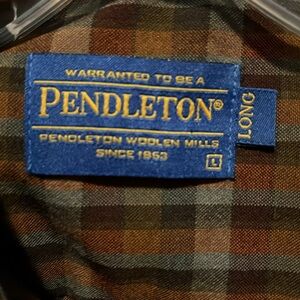 WARRANTED TO BE A
PENDLETON®
PENDLETON WOOLEN MILLS
SINCE 1863
L
LONG